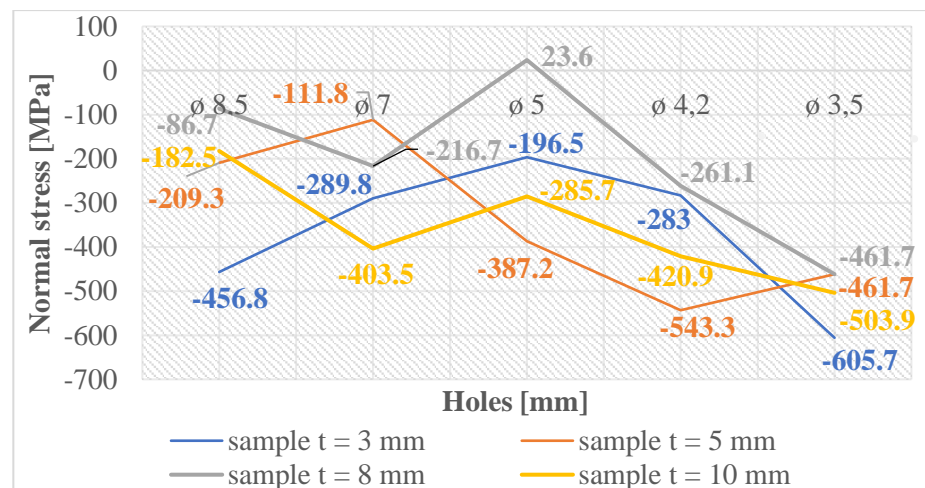 100
0
-100
-200
-300
-400
-500
-600
-700
Normal stress [MPa]
ø 8,5
ø 7
ø 5
ø 4,2
ø 3,5
23.6
-111.8
-86.7
-196.5
-216.7
-182.5
-209.3
-289.8
-261.1
-285.7
-283
-387.2
-403.5
-420.9
-456.8
-461.7
-461.7
-503.9
-543.3
-605.7
Holes [mm]
sample t = 3 mm
sample t = 5 mm
sample t = 8 mm
sample t = 10 mm